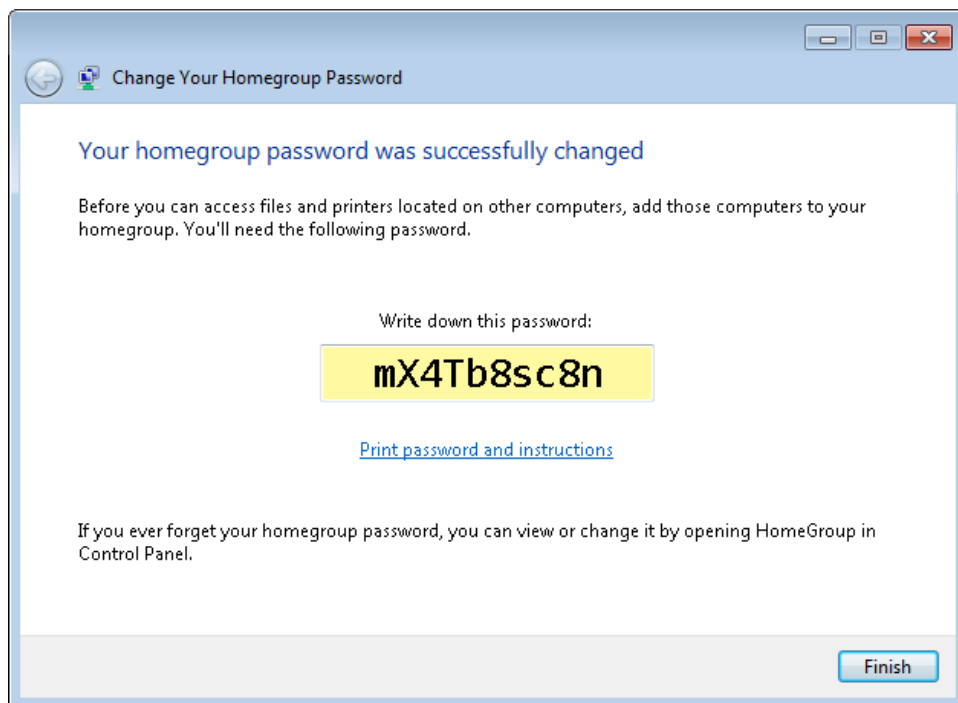 Change Your Homegroup Password
Your homegroup password was successfully changed
Before you can access files and printers located on other computers, add those computers to your
homegroup. You'll need the following password.
Write down this password:
mX4Tb8sc8n
Print password and instructions
If you ever forget your homegroup password, you can view or change it by opening HomeGroup in
Control Panel.
Finish